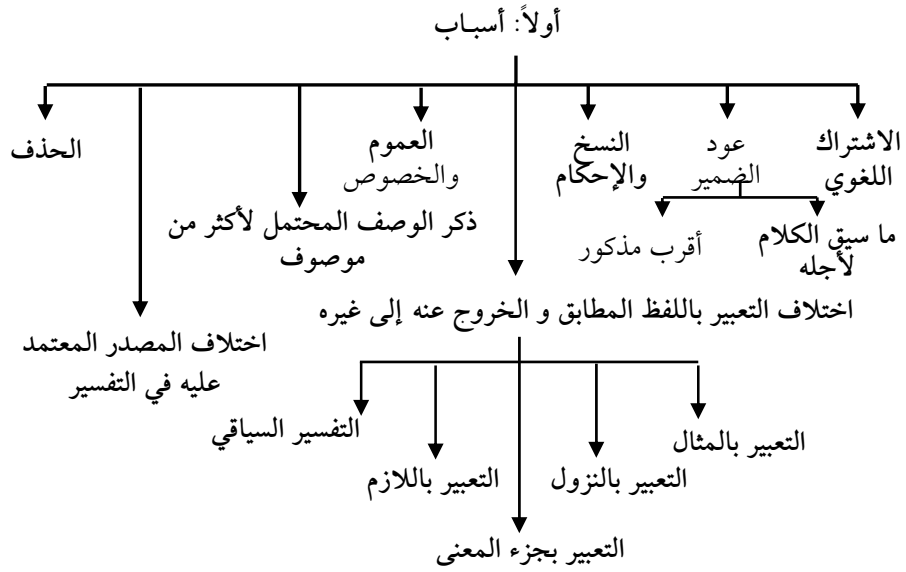 أولاً: أسبـاب
الاشتراك
اللغوي
عود
الضمير
النسخ
والإحكام
العموم
والخصوص
الحذف
ما سيق الكلام
لأجله
أقرب مذكور
ذكر الوصف المحتمل لأكثر من
موصوف
اختلاف التعبير باللفظ المطابق و الخروج عنه إلى غيره
اختلاف المصدر المعتمد
عليه في التفسير
التعبير بالمثال
التعبير بالنزول
التعبير باللازم
التفسير السياقي
التعبير بجزء المعنى